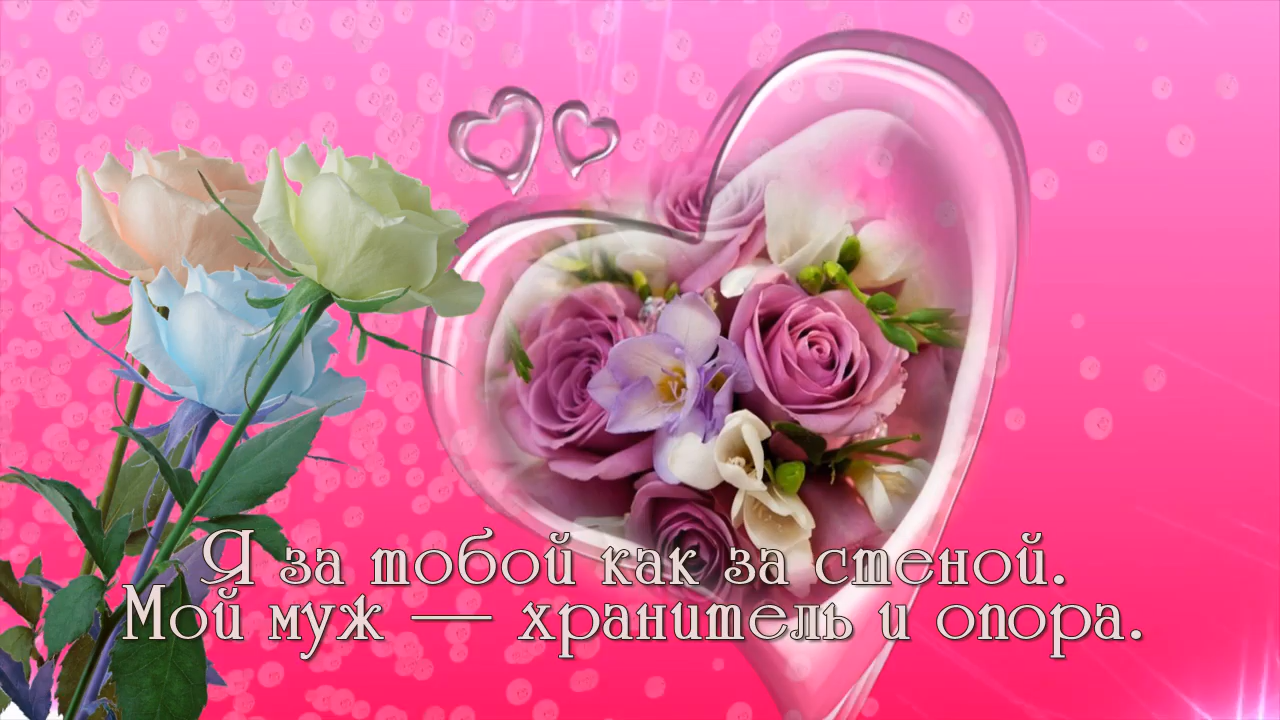 Я за тобой как за стеной.
Мой муж — хранитель и опора.